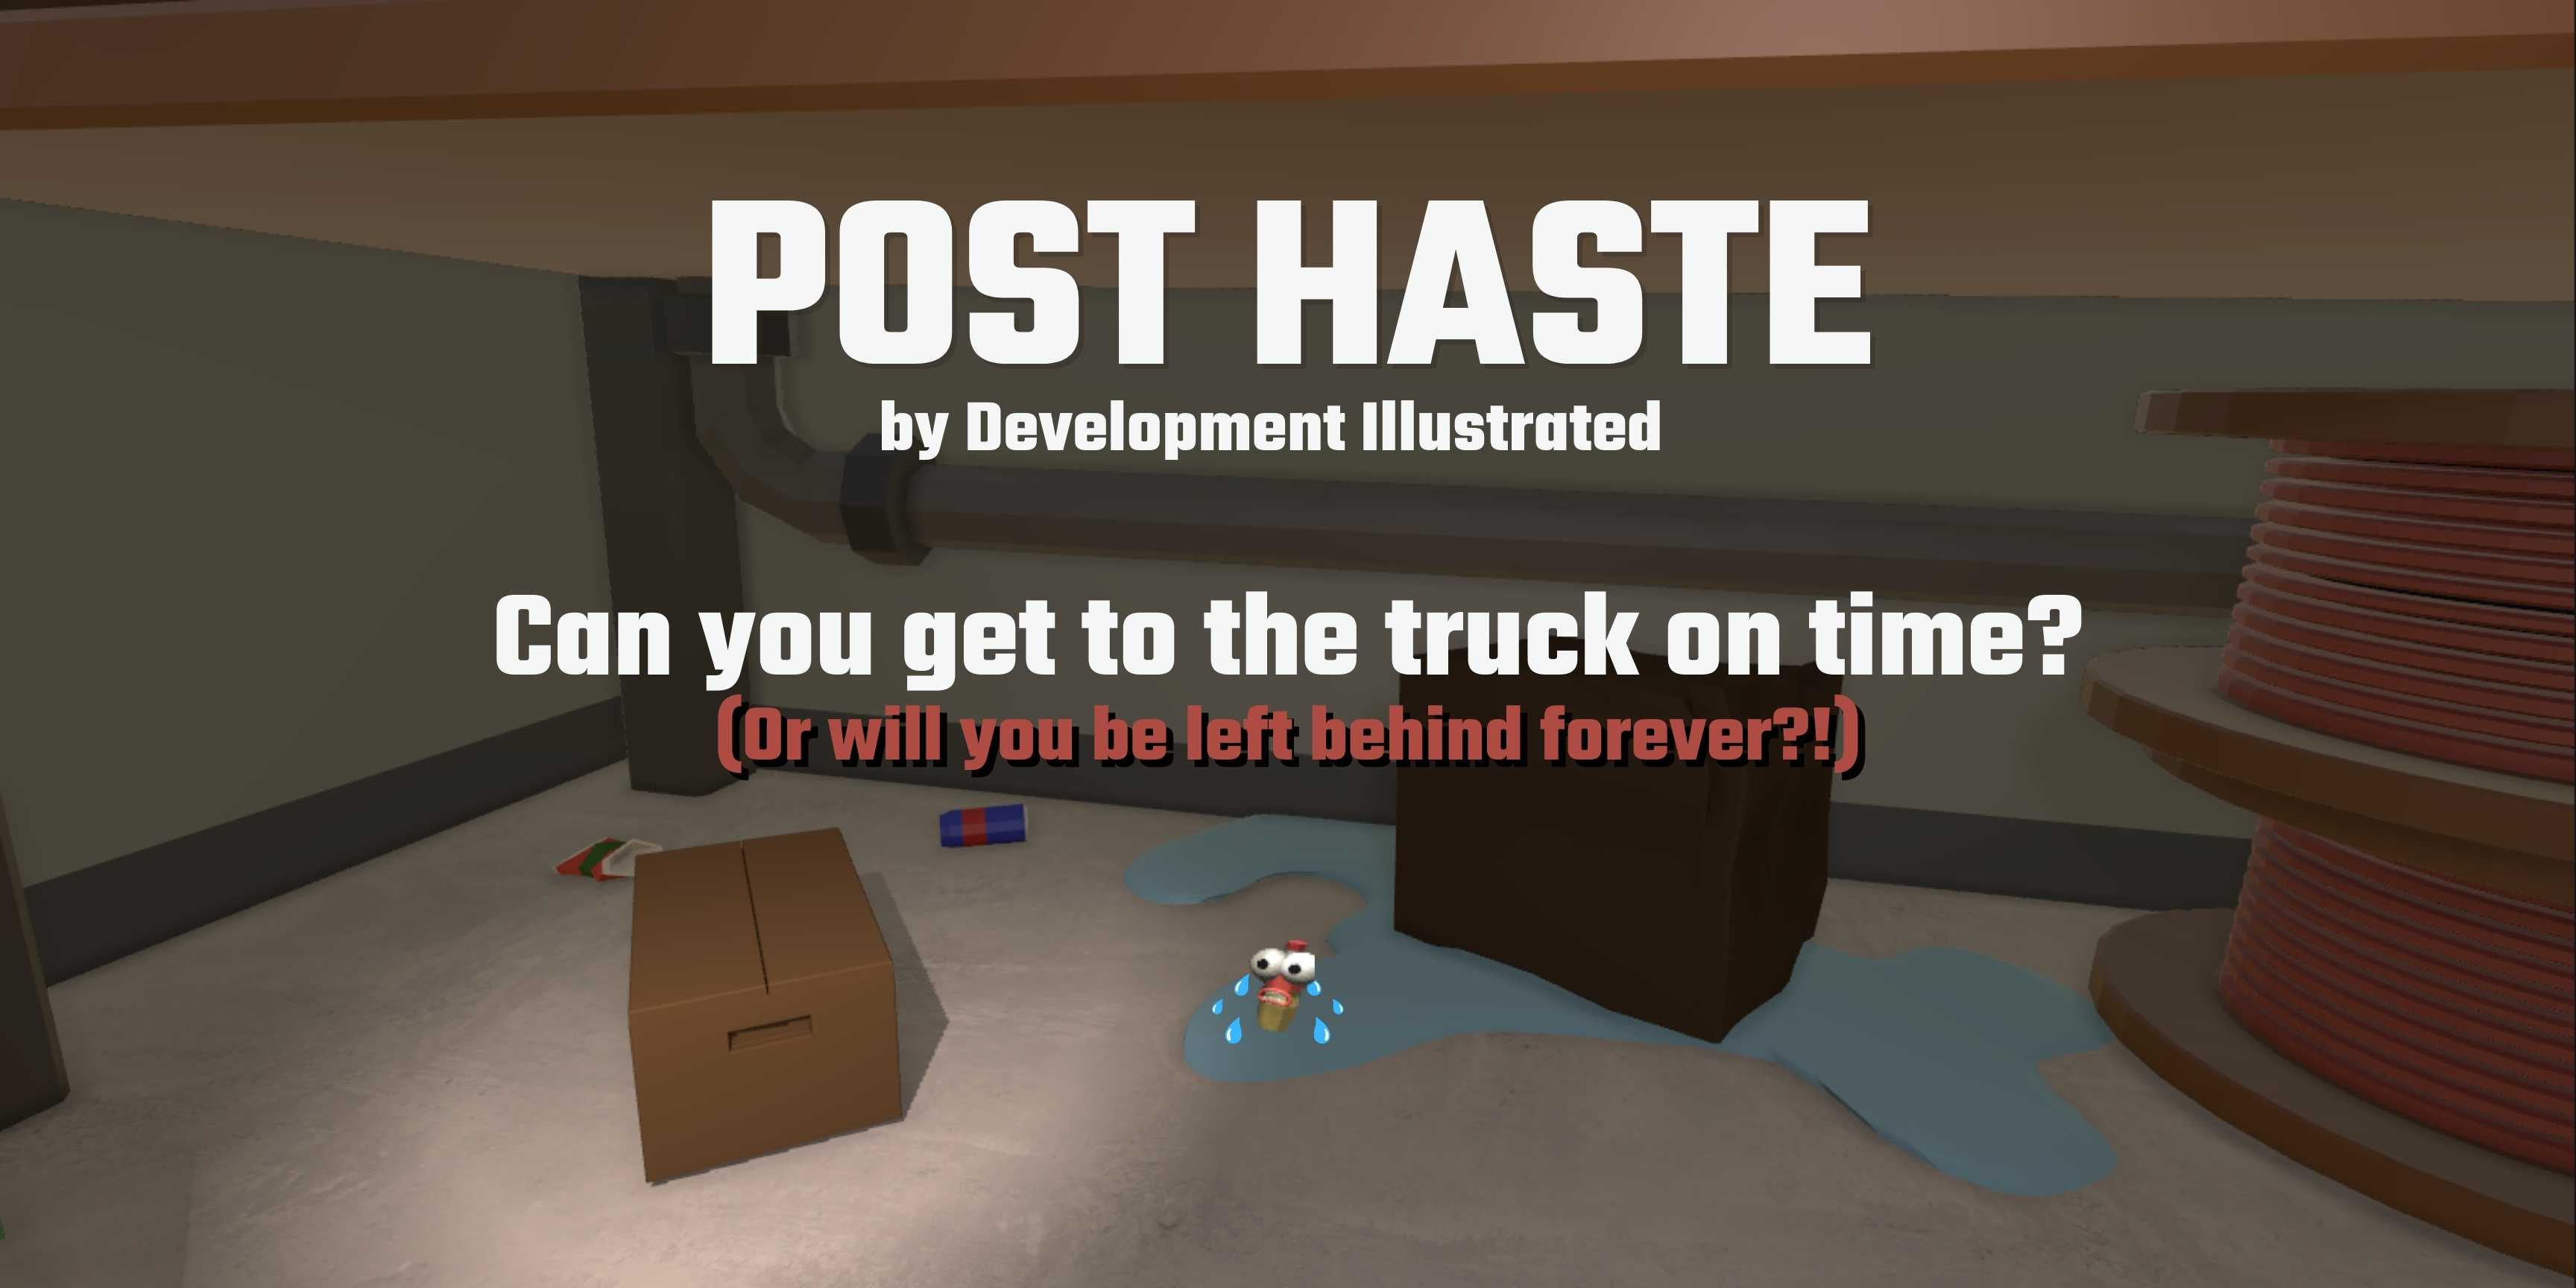 POST HASTE
by Development Illustrated
Can you get to the truck on time?
(Or will you be left behind forever?!)